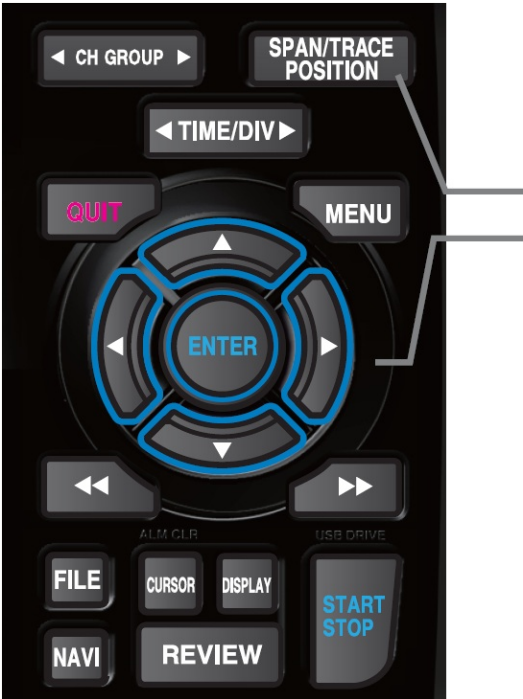 ◀ CH GROUP ▶
SPAN/TRACE
POSITION
◀ TIME/DIV ▶
QUIT
MENU
ENTER
ALM CLR
USB DRIVE
FILE
CURSOR
DISPLAY
START
STOP
NAVI
REVIEW